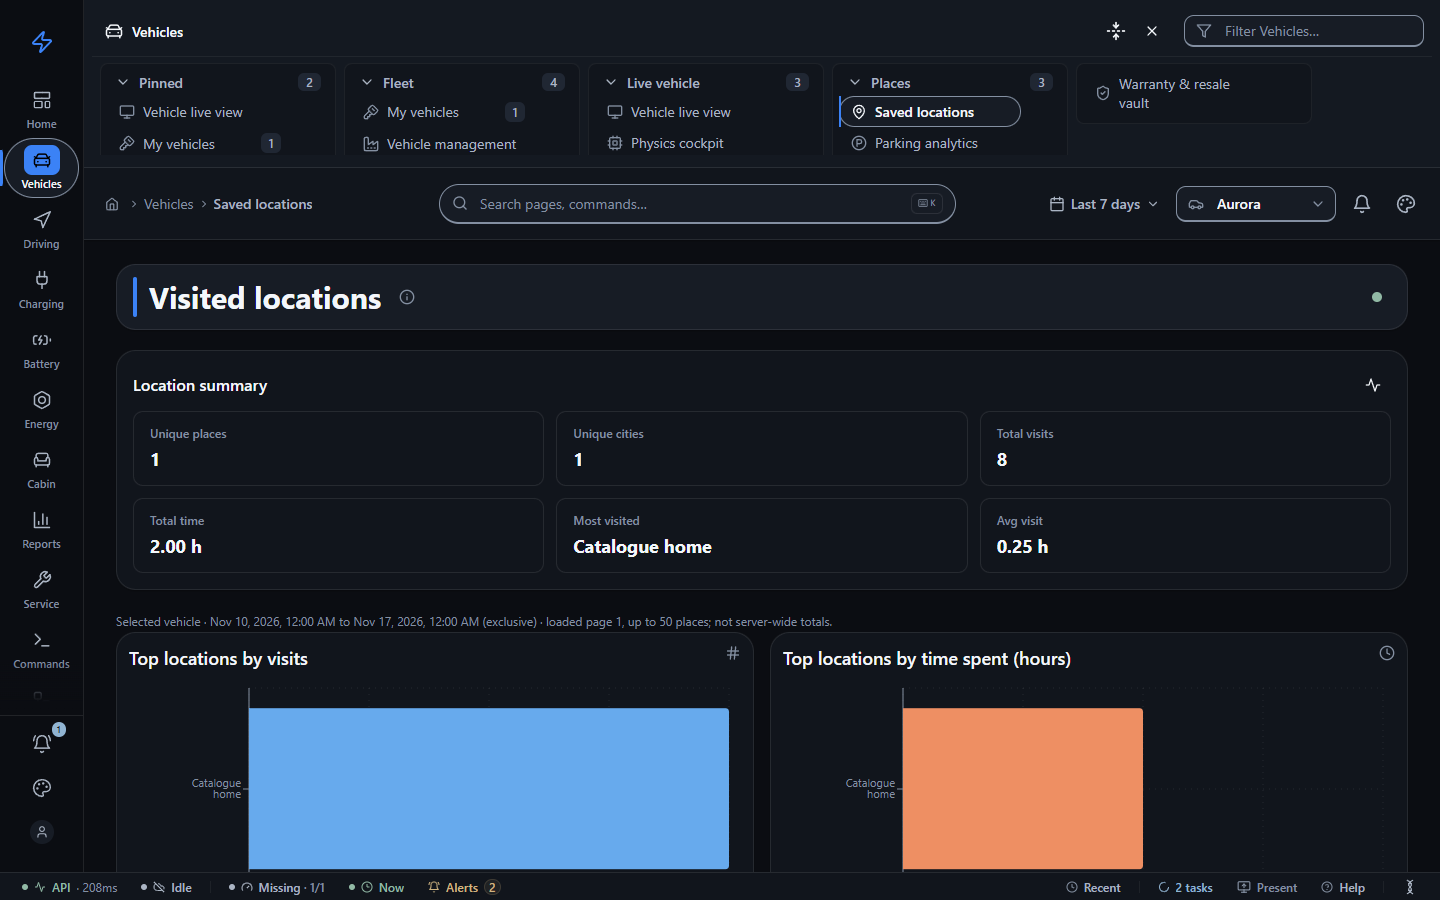 Vehicles
Filter Vehicles...
Home
Vehicles
Driving
Charging
Battery
Energy
Cabin
Reports
Service
Commands
1
Pinned 2
Vehicle live view
My vehicles 1
Fleet 4
My vehicles 1
Vehicle management
Live vehicle 3
Vehicle live view
Physics cockpit
Places 3
Saved locations
Parking analytics
Warranty & resale
vault
Vehicles > Saved locations
Search pages, commands...
K
Last 7 days
Aurora
Visited locations
Location summary
Unique places
1
Unique cities
1
Total visits
8
Total time
2.00 h
Most visited
Catalogue home
Avg visit
0.25 h
Selected vehicle · Nov 10, 2026, 12:00 AM to Nov 17, 2026, 12:00 AM (exclusive) · loaded page 1, up to 50 places; not server-wide totals.
Top locations by visits
Catalogue
home
Top locations by time spent (hours)
Catalogue
home
API · 208ms
Idle
Missing · 1/1
Now
Alerts 2
Recent
2 tasks
Present
Help